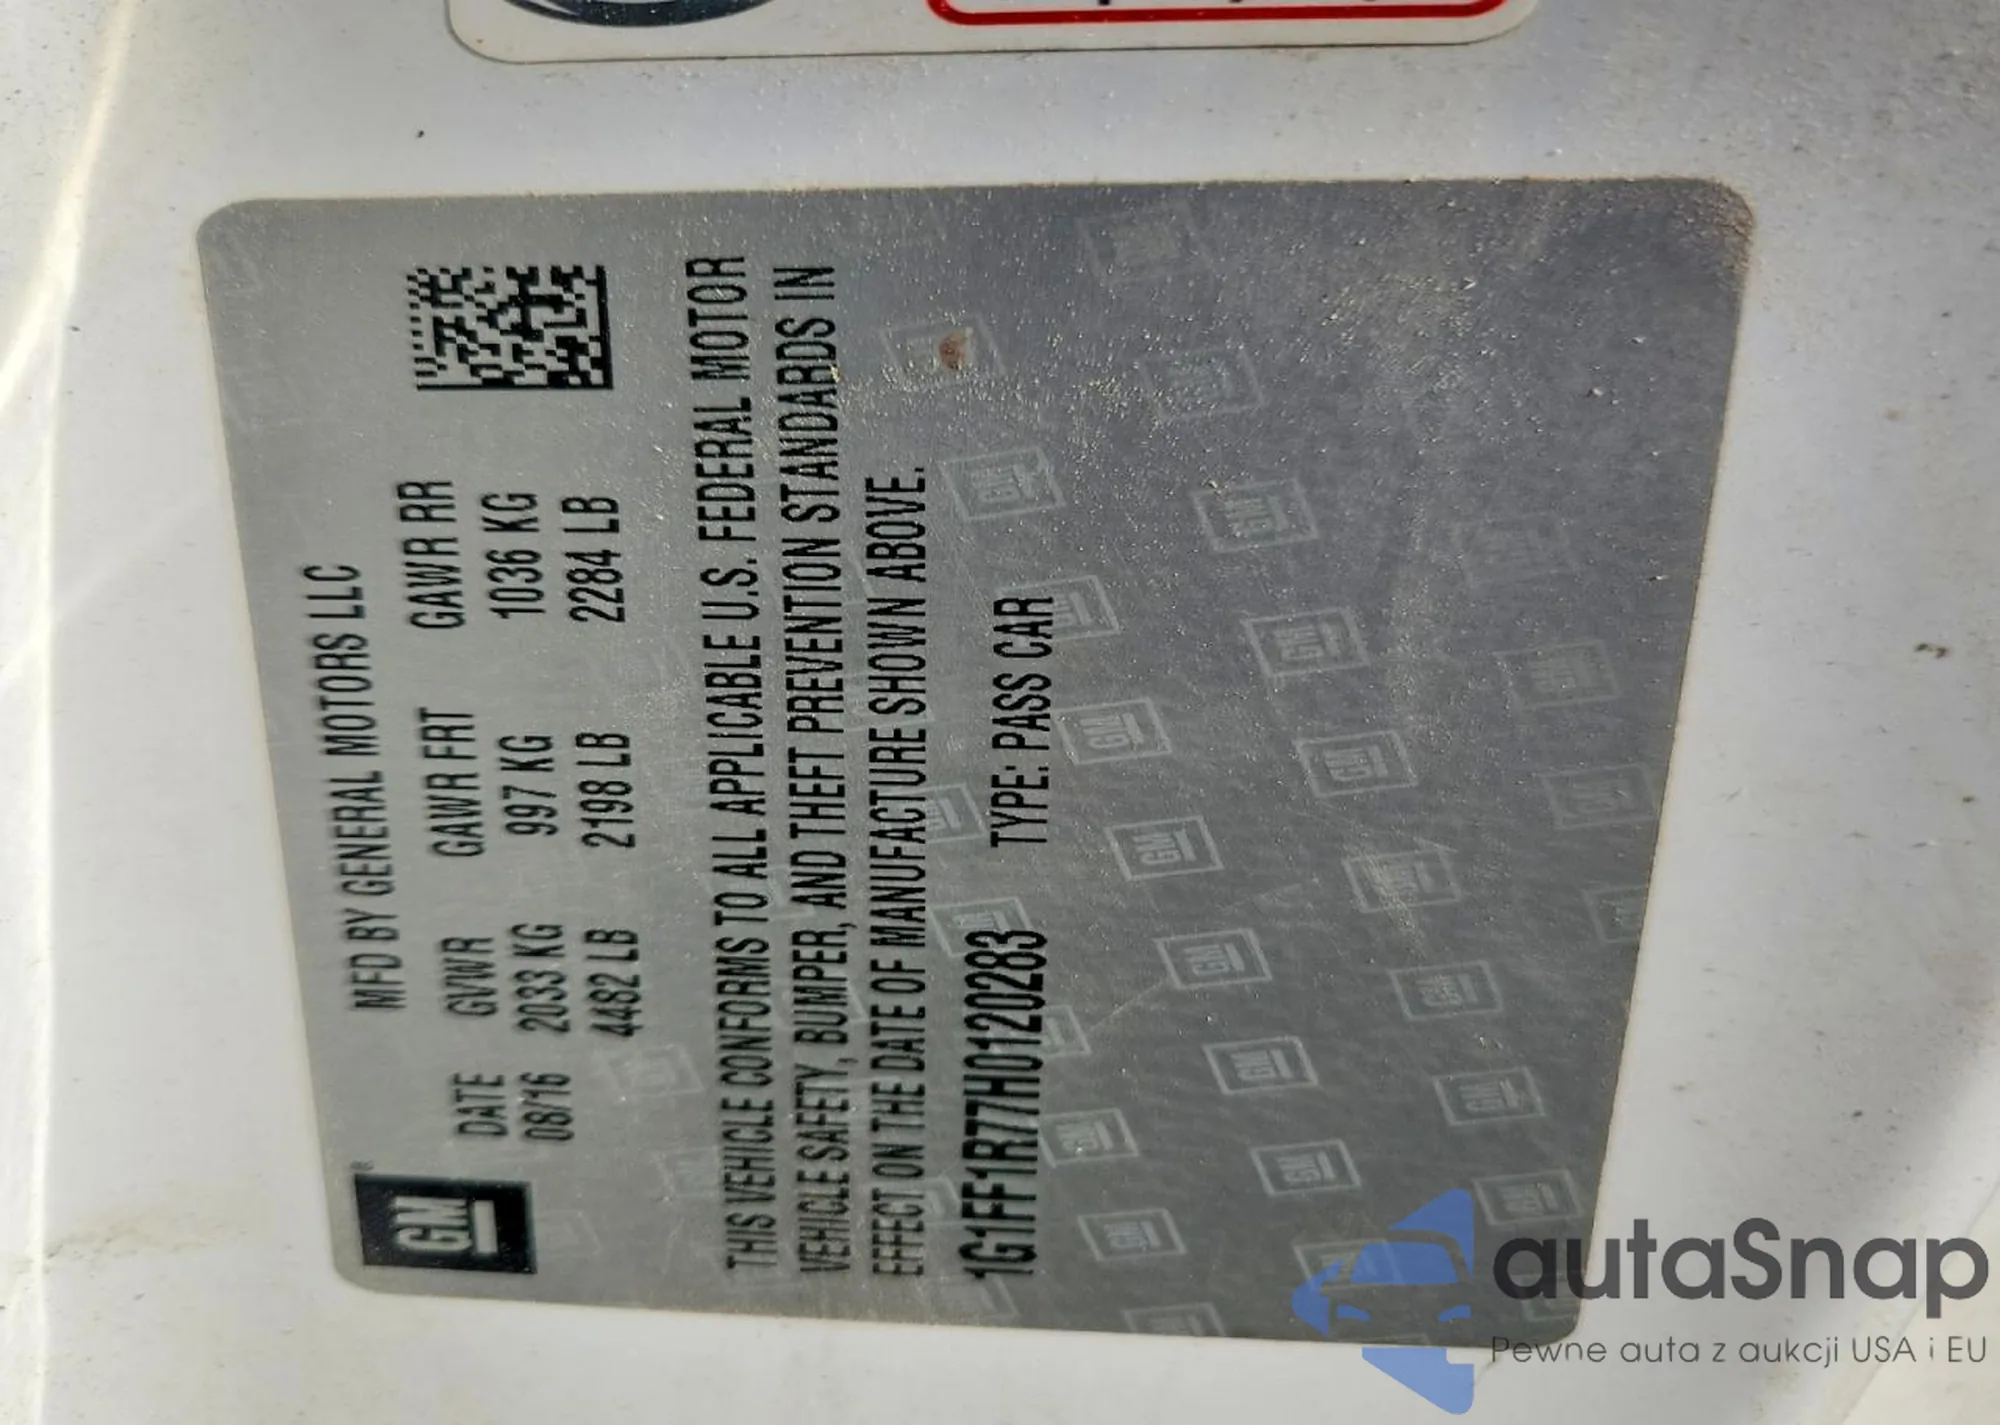 MFD BY GENERAL MOTORS LLC
GM®
DATE GVWR GAWR FRT GAWR RR
08/16 2033 KG 997 KG 1036 KG
4482 LB 2198 LB 2284 LB
THIS VEHICLE CONFORMS TO ALL APPLICABLE U.S. FEDERAL MOTOR
VEHICLE SAFETY, BUMPER, AND THEFT PREVENTION STANDARDS IN
EFFECT ON THE DATE OF MANUFACTURE SHOWN ABOVE.
1G1FF1R77H0120283 TYPE: PASS CAR
autaSnap
Pewne auta z aukcji USA i EU